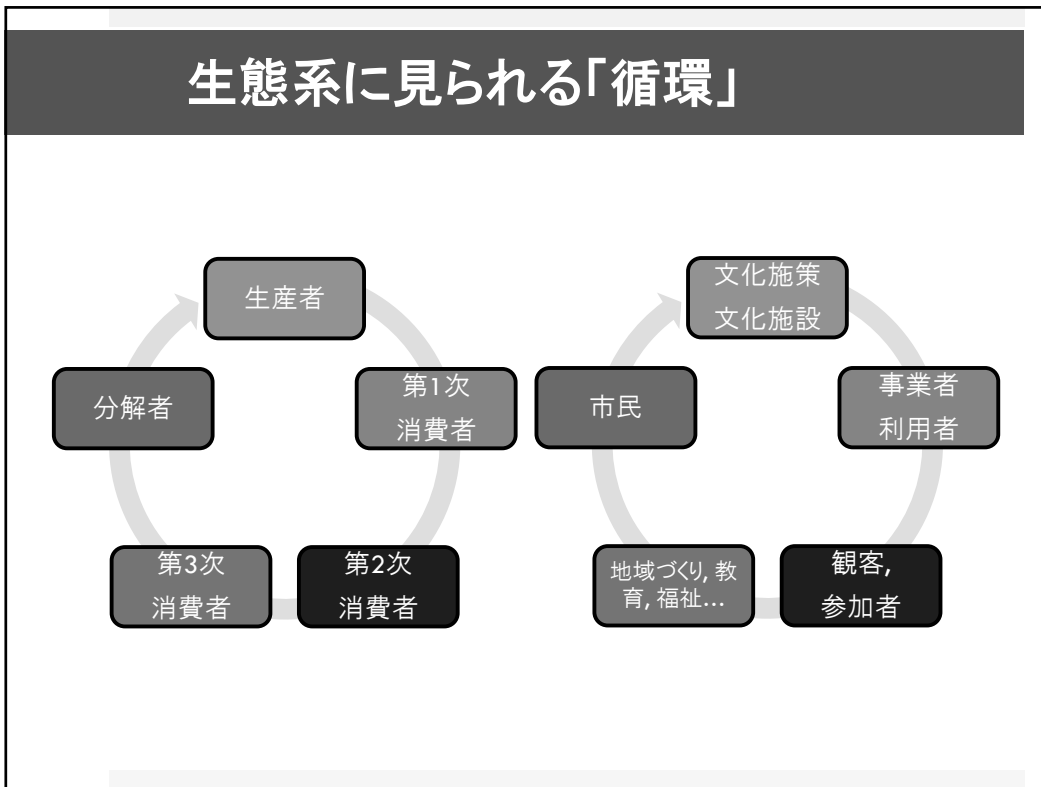 生態系に見られる「循環」
生産者
第1次
消費者
第2次
消費者
第3次
消費者
分解者
文化施策
文化施設
事業者
利用者
観客,
参加者
地域づくり, 教
育, 福祉…
市民